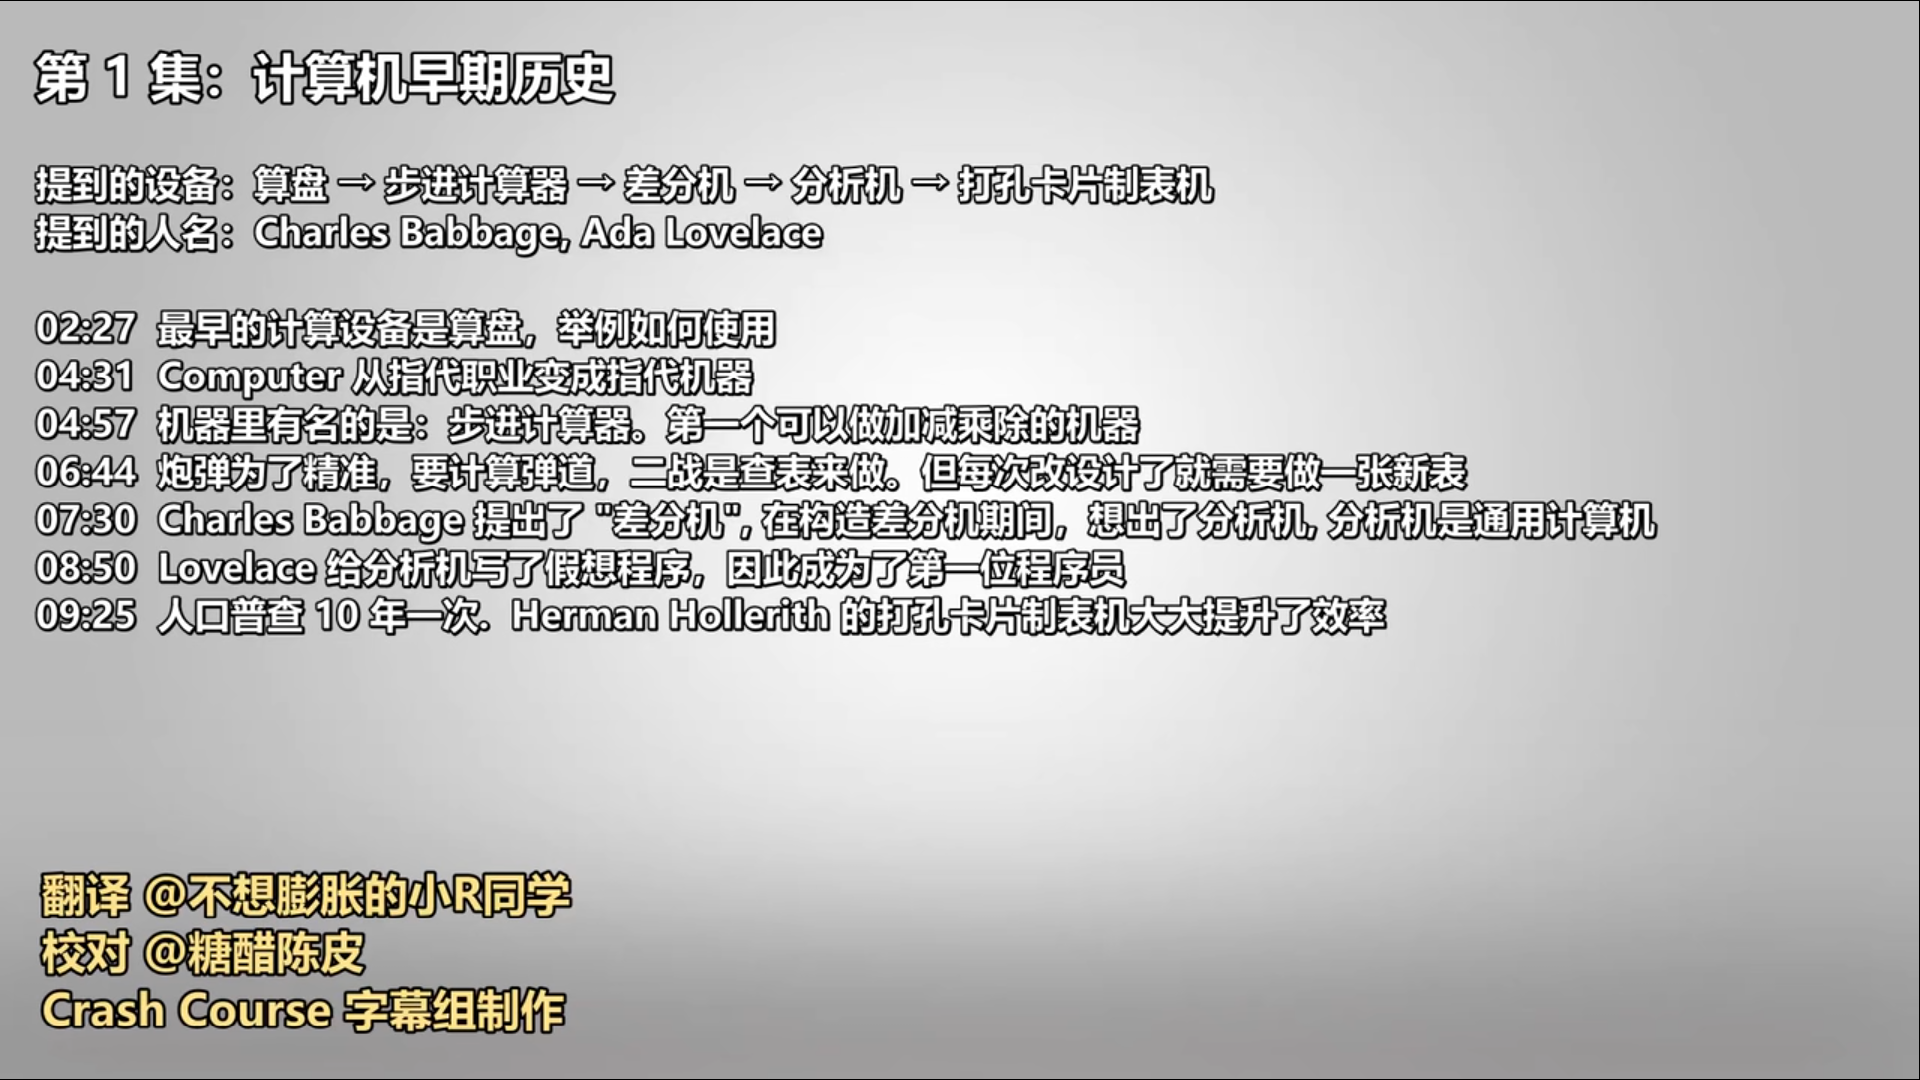 第 1 集：计算机早期历史
提到的设备：算盘 → 步进计算器 → 差分机 → 分析机 → 打孔卡片制表机
提到的人名：Charles Babbage, Ada Lovelace
02:27 最早的计算设备是算盘，举例如何使用
04:31 Computer 从指代职业变成指代机器
04:57 机器里有名的是：步进计算器。第一个可以做加减乘除的机器
06:44 炮弹为了精准，要计算弹道，二战是查表来做。但每次改设计了就需要做一张新表
07:30 Charles Babbage 提出了 "差分机", 在构造差分机期间，想出了分析机, 分析机是通用计算机
08:50 Lovelace 给分析机写了假想程序，因此成为了第一位程序员
09:25 人口普查 10 年一次. Herman Hollerith 的打孔卡片制表机大大提升了效率
翻译 @不想膨胀的小R同学
校对 @糖醋陈皮
Crash Course 字幕组制作